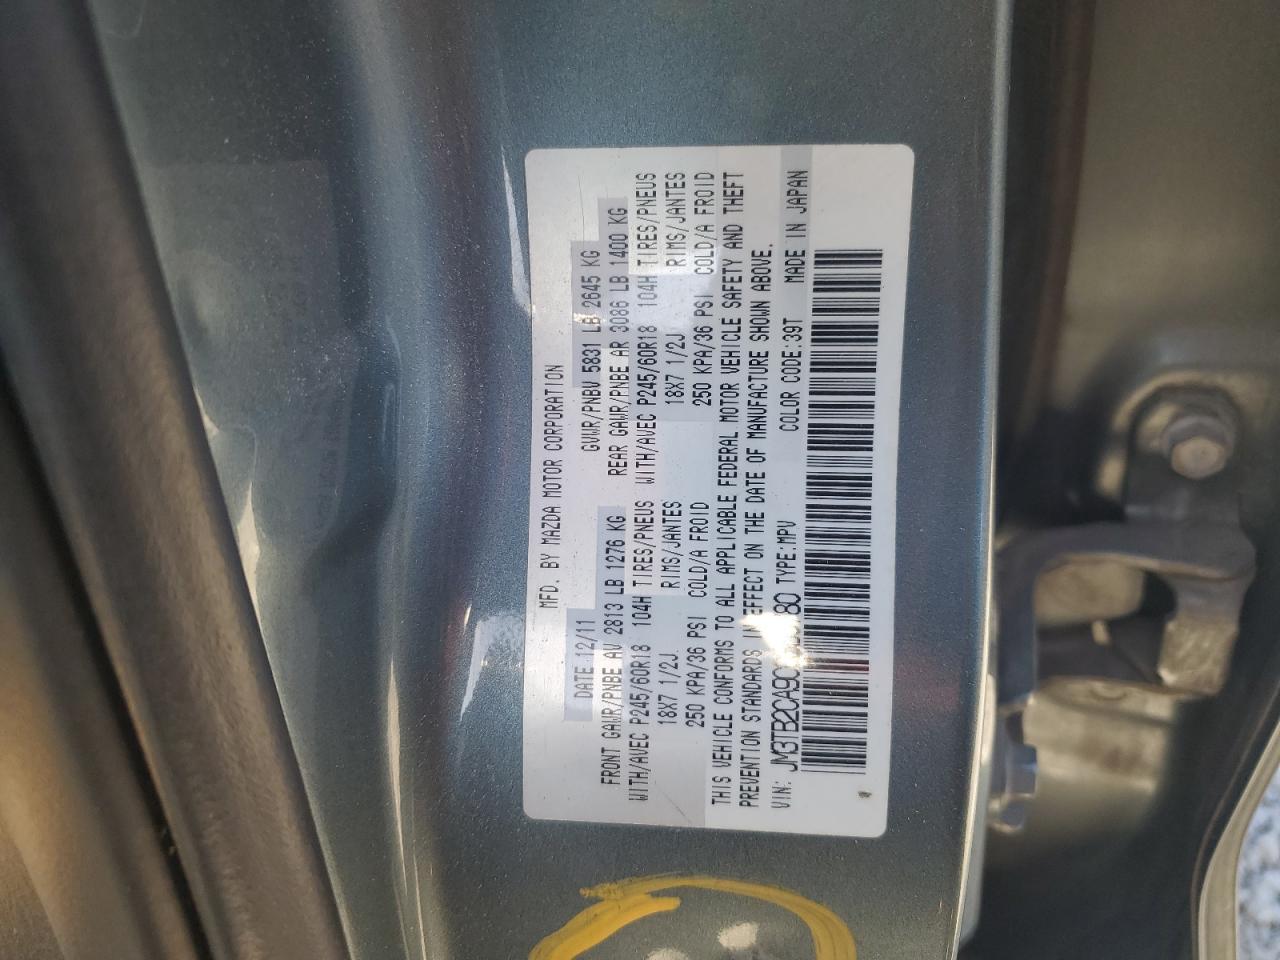 MFD. BY MAZDA MOTOR CORPORATION
DATE 12/11 GVWR/PNBV 5831 LB 2645 KG
FRONT GAWR/PNBE AV 2813 LB 1276 KG REAR GAWR/PNBE AR 3086 LB 1400 KG
WITH/AVEC P245/60R18 104H TIRES/PNEUS WITH/AVEC P245/60R18 104H TIRES/PNEUS
18X7 1/2J RIMS/JANTES 18X7 1/2J RIMS/JANTES
250 KPA/36 PSI COLD/A FROID 250 KPA/36 PSI COLD/A FROID
THIS VEHICLE CONFORMS TO ALL APPLICABLE FEDERAL MOTOR VEHICLE SAFETY AND THEFT
PREVENTION STANDARDS IN EFFECT ON THE DATE OF MANUFACTURE SHOWN ABOVE.
VIN: TYPE:MPV COLOR CODE:39T MADE IN JAPAN